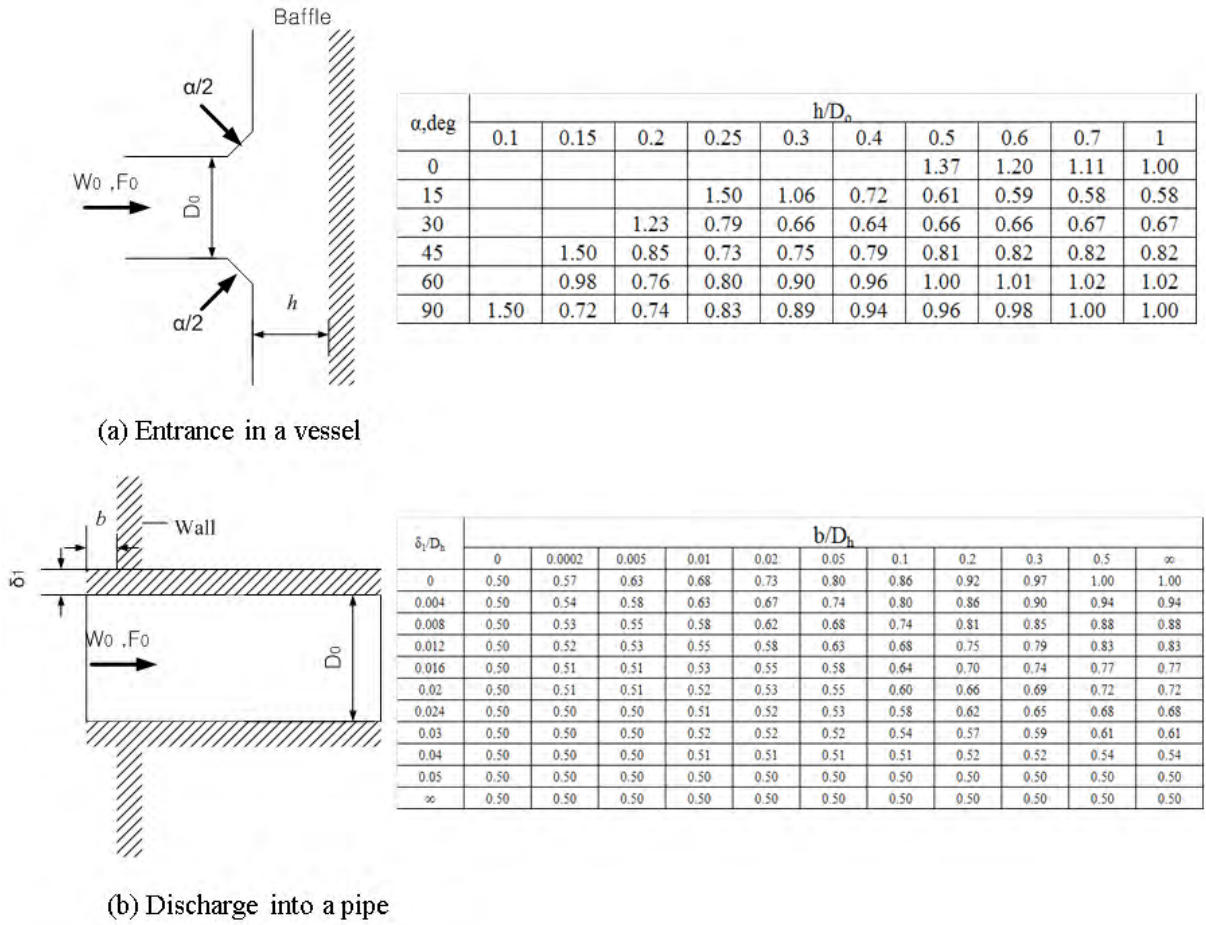 Baffle
α/2
W0 ,F0
D0
α/2
h
α,deg h/Do
0.1 0.15 0.2 0.25 0.3 0.4 0.5 0.6 0.7 1
0 1.37 1.20 1.11 1.00
15 1.50 1.06 0.72 0.61 0.59 0.58 0.58
30 1.23 0.79 0.66 0.64 0.66 0.66 0.67 0.67
45 1.50 0.85 0.73 0.75 0.79 0.81 0.82 0.82 0.82
60 0.98 0.76 0.80 0.90 0.96 1.00 1.01 1.02 1.02
90 1.50 0.72 0.74 0.83 0.89 0.94 0.96 0.98 1.00 1.00
(a) Entrance in a vessel
b
Wall
δ1
W0 ,F0
D0
δ1/Dh b/Dh
0 0.0002 0.005 0.01 0.02 0.05 0.1 0.2 0.3 0.5 ∞
0 0.50 0.57 0.63 0.68 0.73 0.80 0.86 0.92 0.97 1.00 1.00
0.004 0.50 0.54 0.58 0.63 0.67 0.74 0.80 0.86 0.90 0.94 0.94
0.008 0.50 0.53 0.55 0.58 0.62 0.68 0.74 0.81 0.85 0.88 0.88
0.012 0.50 0.52 0.53 0.55 0.58 0.63 0.68 0.75 0.79 0.83 0.83
0.016 0.50 0.51 0.51 0.53 0.55 0.58 0.64 0.70 0.74 0.77 0.77
0.02 0.50 0.51 0.51 0.52 0.53 0.55 0.60 0.66 0.69 0.72 0.72
0.024 0.50 0.50 0.50 0.51 0.52 0.53 0.58 0.62 0.65 0.68 0.68
0.03 0.50 0.50 0.50 0.52 0.52 0.52 0.54 0.57 0.59 0.61 0.61
0.04 0.50 0.50 0.50 0.51 0.51 0.51 0.51 0.52 0.52 0.54 0.54
0.05 0.50 0.50 0.50 0.50 0.50 0.50 0.50 0.50 0.50 0.50 0.50
∞ 0.50 0.50 0.50 0.50 0.50 0.50 0.50 0.50 0.50 0.50 0.50
(b) Discharge into a pipe